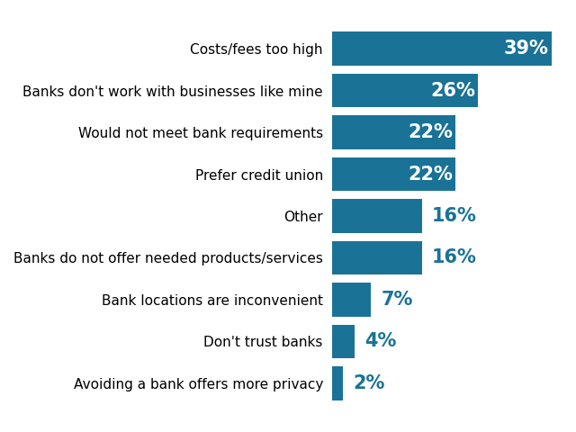 Costs/fees too high 39%
Banks don't work with businesses like mine 26%
Would not meet bank requirements 22%
Prefer credit union 22%
Other 16%
Banks do not offer needed products/services 16%
Bank locations are inconvenient 7%
Don't trust banks 4%
Avoiding a bank offers more privacy 2%